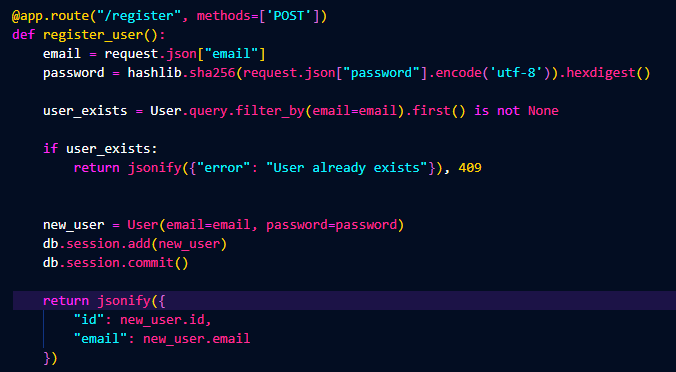 @app.route("/register", methods=['POST'])
def register_user():
    email = request.json["email"]
    password = hashlib.sha256(request.json["password"].encode('utf-8')).hexdigest()
    user_exists = User.query.filter_by(email=email).first() is not None
    if user_exists:
        return jsonify({"error": "User already exists"}), 409
    new_user = User(email=email, password=password)
    db.session.add(new_user)
    db.session.commit()
    return jsonify({
        "id": new_user.id,
        "email": new_user.email
    })